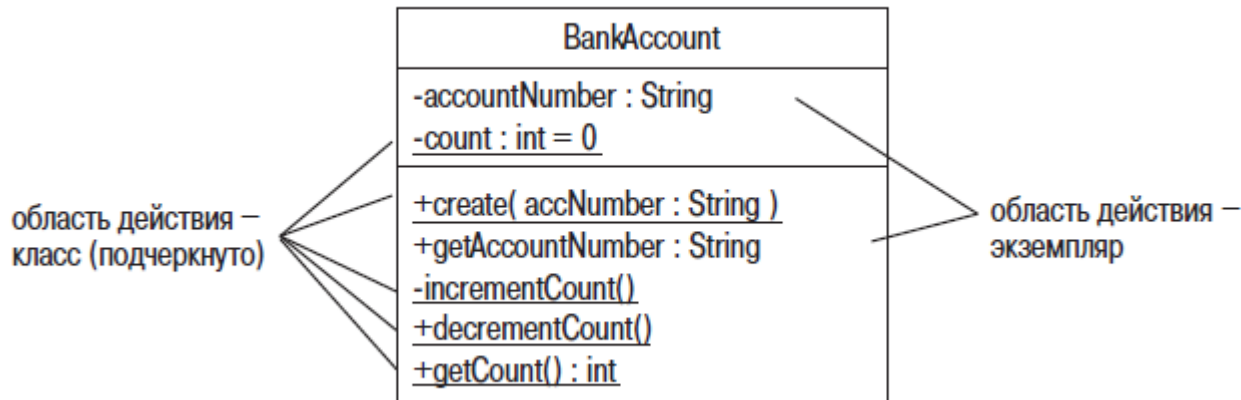 BankAccount
-accountNumber : String
-count : int = 0
+create( accNumber : String )
+getAccountNumber : String
-incrementCount()
+decrementCount()
+getCount() : int
область действия –
класс (подчеркнуто)
область действия –
экземпляр